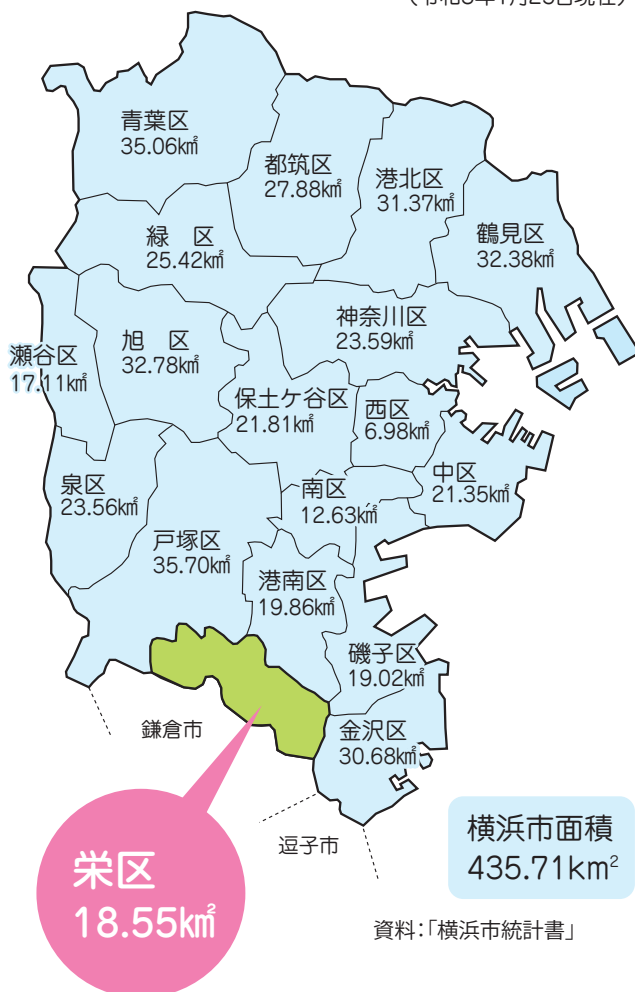 青葉区
35.06㎢
都筑区
27.88㎢
港北区
31.37㎢
鶴見区
32.38㎢
緑　区
25.42㎢
神奈川区
23.59㎢
旭　区
32.78㎢
瀬谷区
17.11㎢
保土ケ谷区
21.81㎢
西区
6.98㎢
中区
21.35㎢
泉区
23.56㎢
南区
12.63㎢
戸塚区
35.70㎢
港南区
19.86㎢
磯子区
19.02㎢
金沢区
30.68㎢
鎌倉市
逗子市
栄区
18.55㎢
横浜市面積
435.71km²
資料：「横浜市統計書」